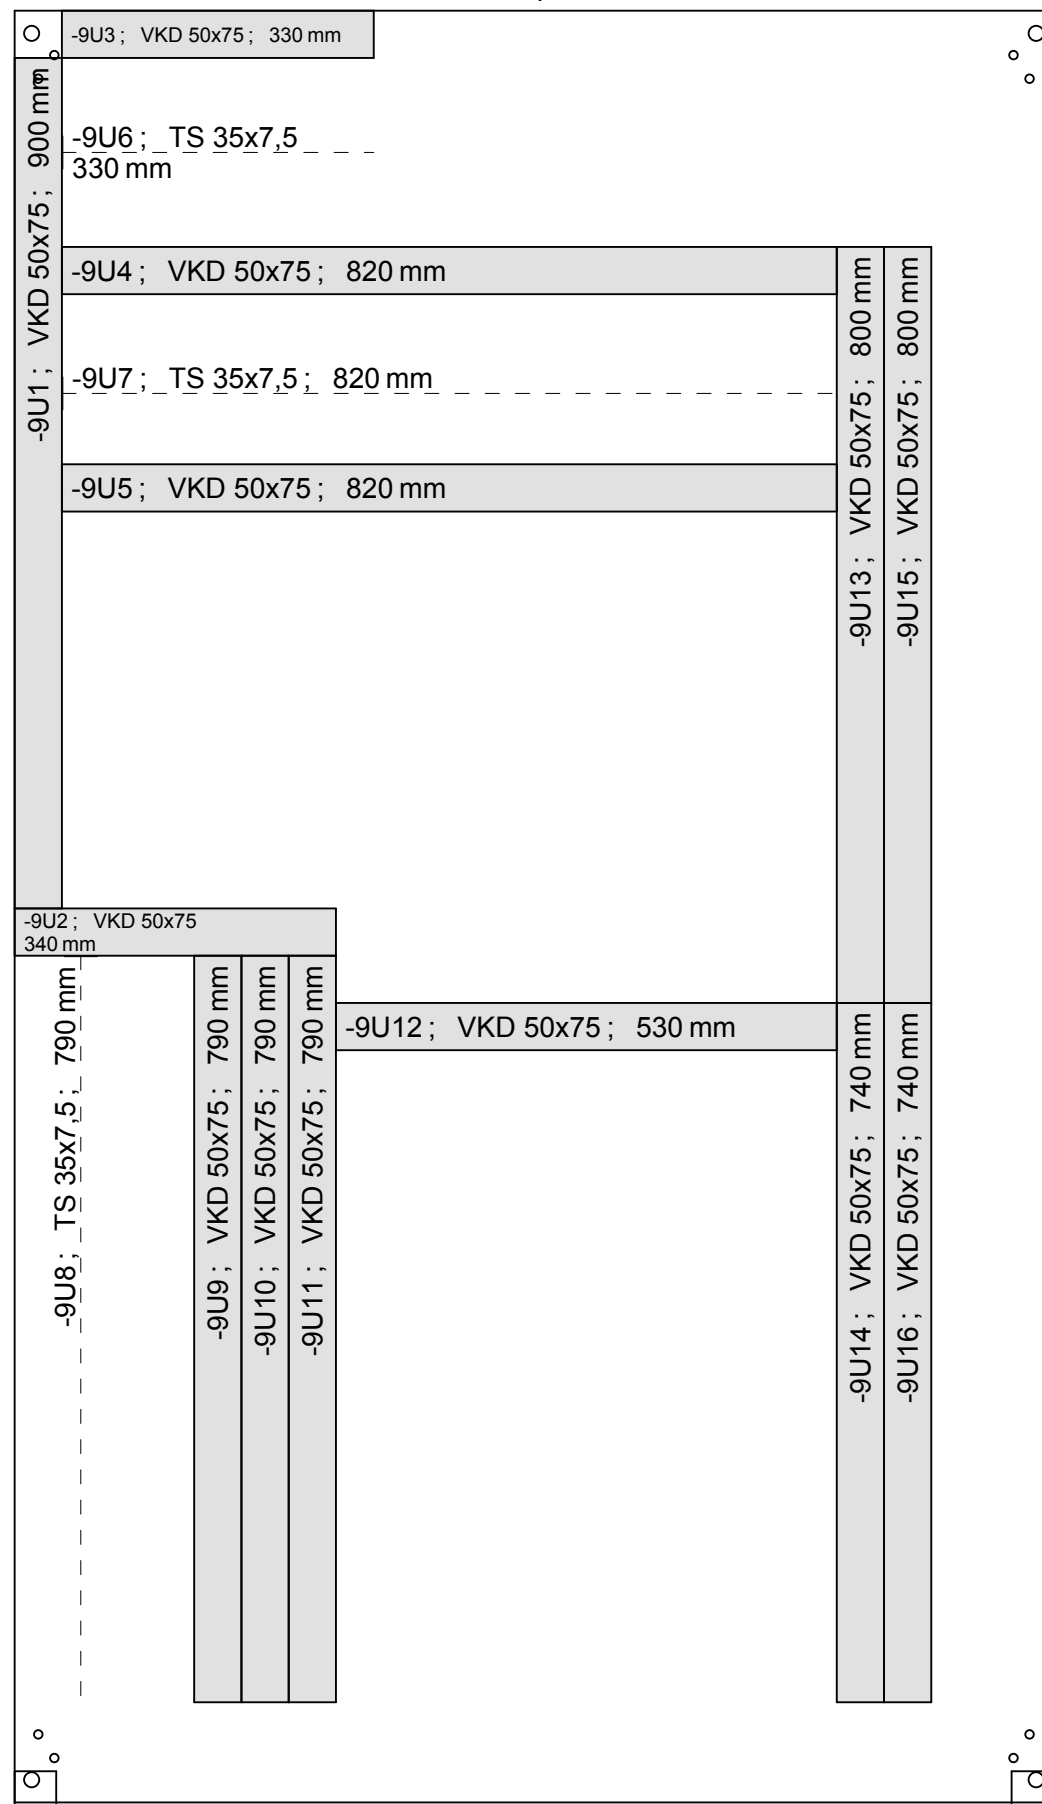 -9U3 ; VKD 50x75 ; 330 mm
-9U1 ; VKD 50x75 ; 900 mm
-9U6 ; TS 35x7,5
330 mm
-9U4 ; VKD 50x75 ; 820 mm
-9U7 ; TS 35x7,5 ; 820 mm
-9U5 ; VKD 50x75 ; 820 mm
-9U13 ; VKD 50x75 ; 800 mm
-9U15 ; VKD 50x75 ; 800 mm
-9U2 ; VKD 50x75
340 mm
-9U8 ; TS 35x7,5 ; 790 mm
-9U9 ; VKD 50x75 ; 790 mm
-9U10 ; VKD 50x75 ; 790 mm
-9U11 ; VKD 50x75 ; 790 mm
-9U12 ; VKD 50x75 ; 530 mm
-9U14 ; VKD 50x75 ; 740 mm
-9U16 ; VKD 50x75 ; 740 mm